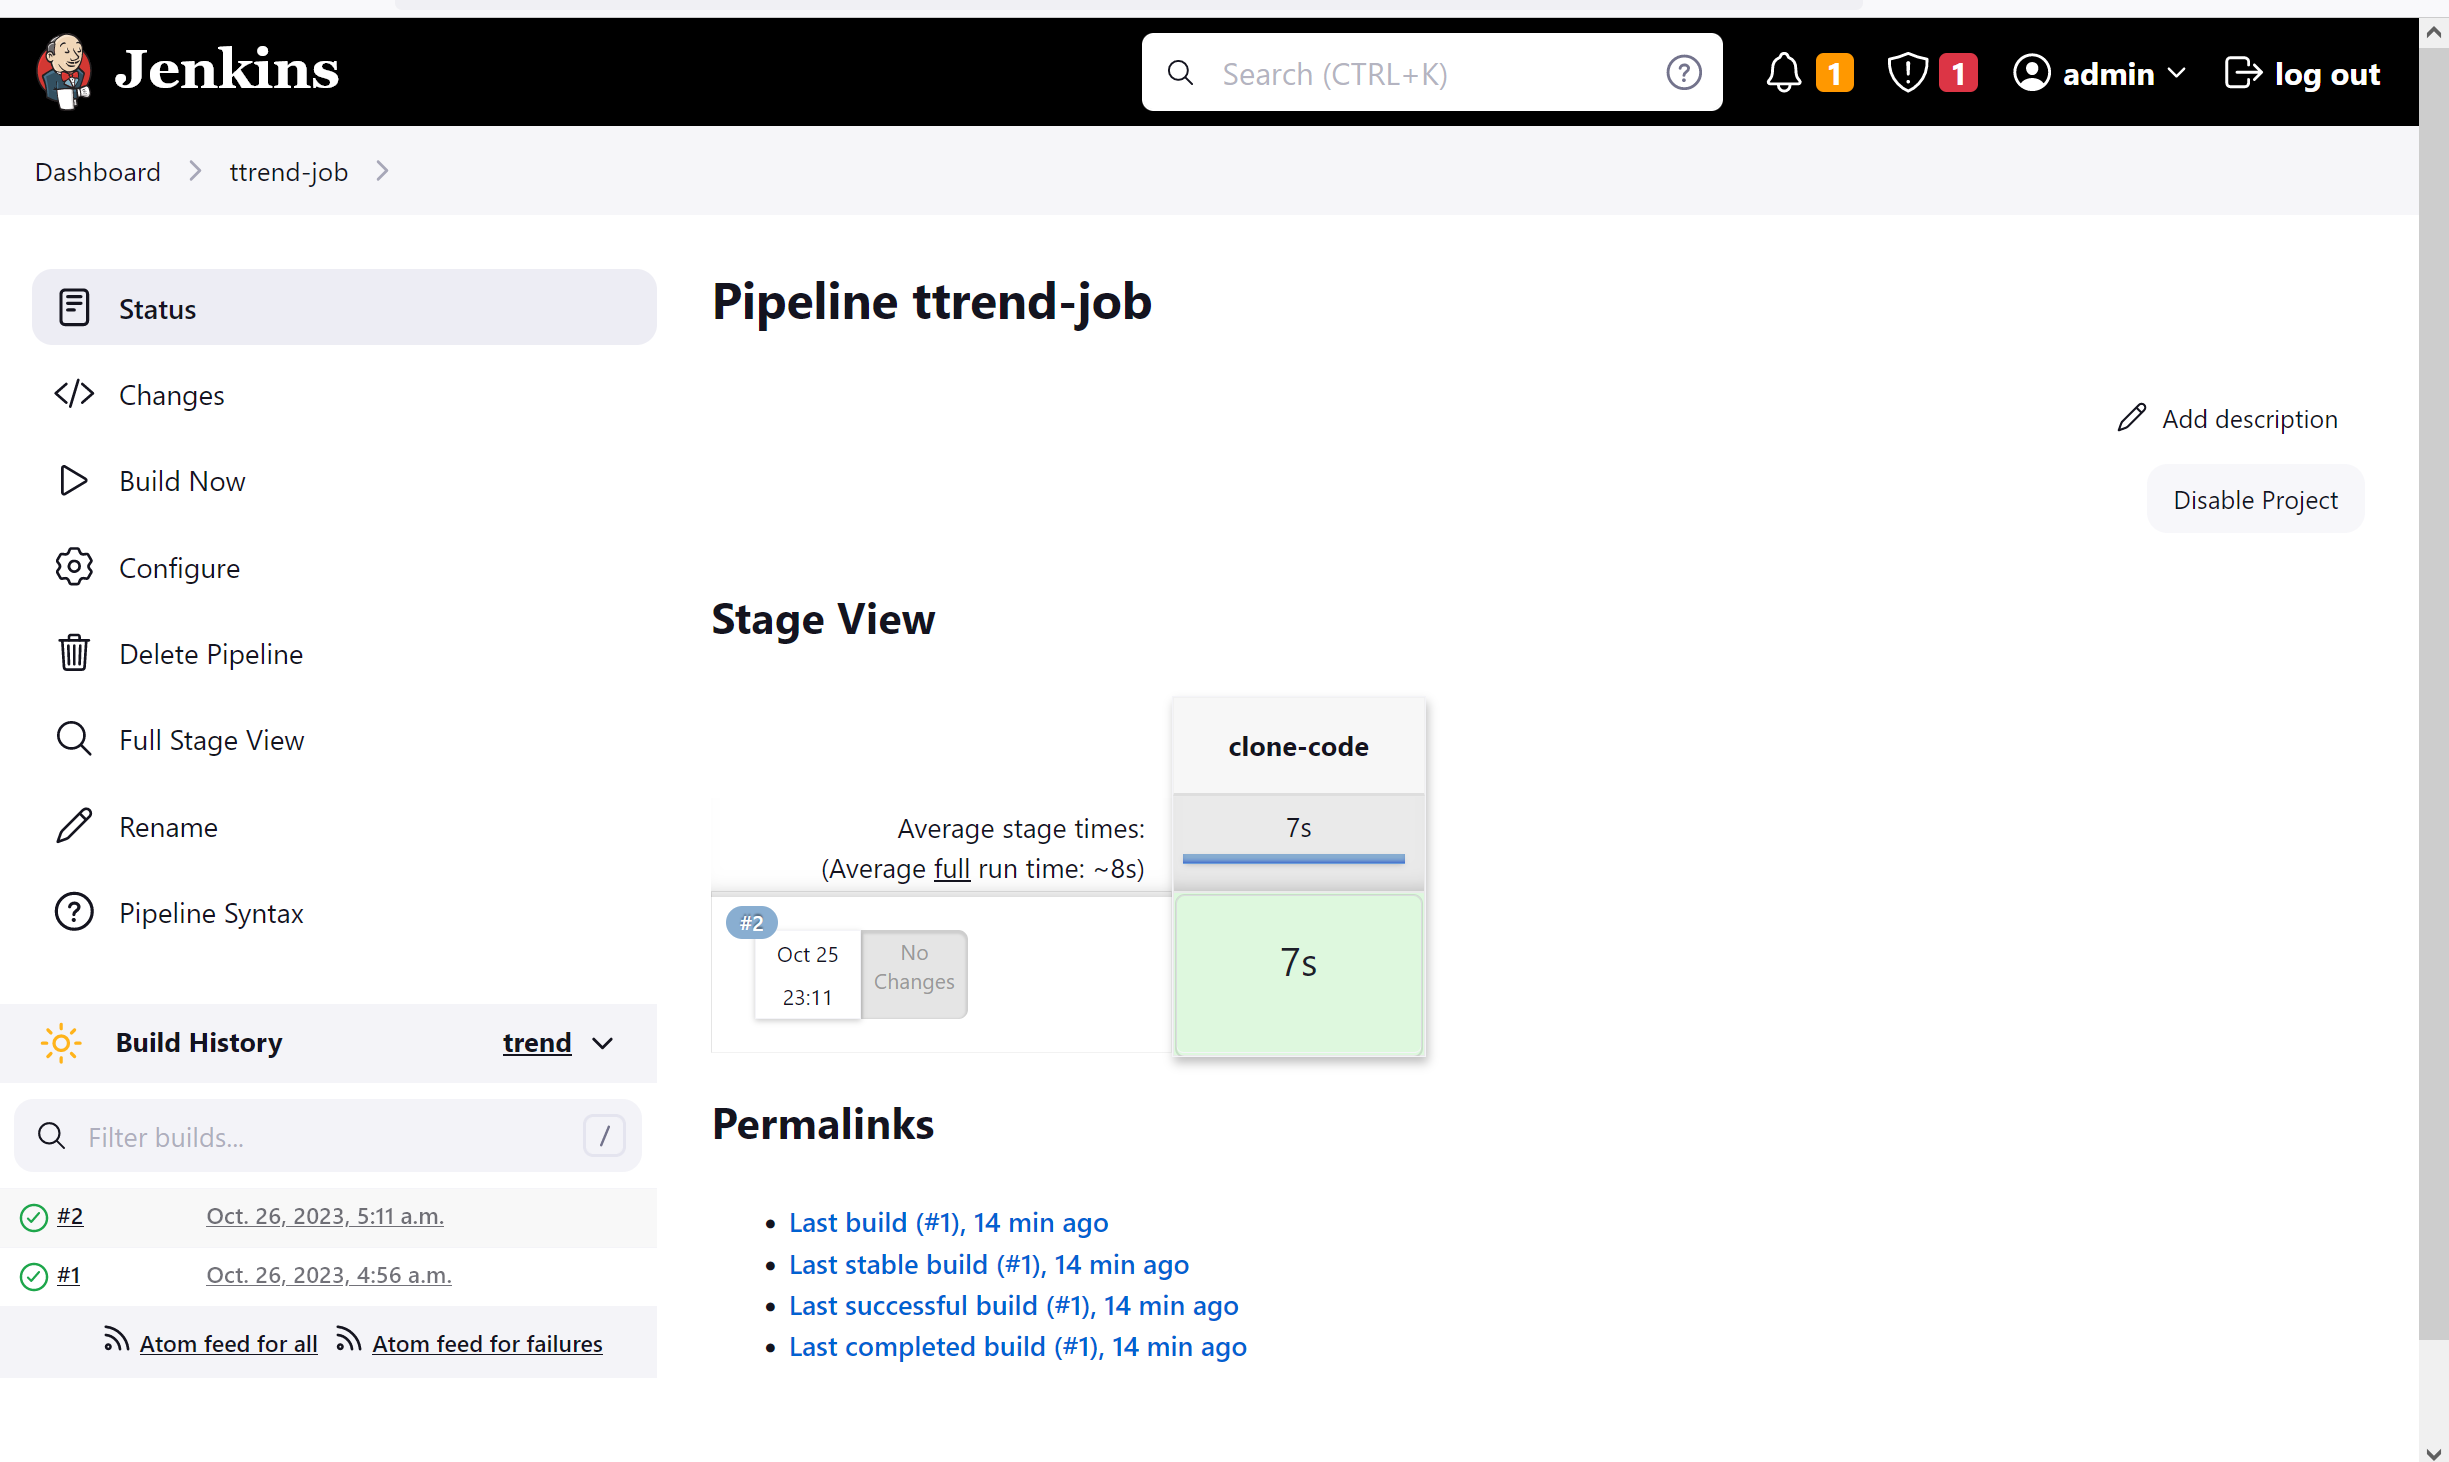 Jenkins
Search (CTRL+K)
1
1
admin
log out
Dashboard
ttrend-job
Status
Changes
Build Now
Configure
Delete Pipeline
Full Stage View
Rename
Pipeline Syntax
Build History
trend
Filter builds...
/
#2
Oct. 26, 2023, 5:11 a.m.
#1
Oct. 26, 2023, 4:56 a.m.
Atom feed for all
Atom feed for failures
Pipeline ttrend-job
Add description
Disable Project
Stage View
clone-code
Average stage times:
7s
(Average full run time: ~8s)
#2
Oct 25
23:11
No
Changes
7s
Permalinks
Last build (#1), 14 min ago
Last stable build (#1), 14 min ago
Last successful build (#1), 14 min ago
Last completed build (#1), 14 min ago